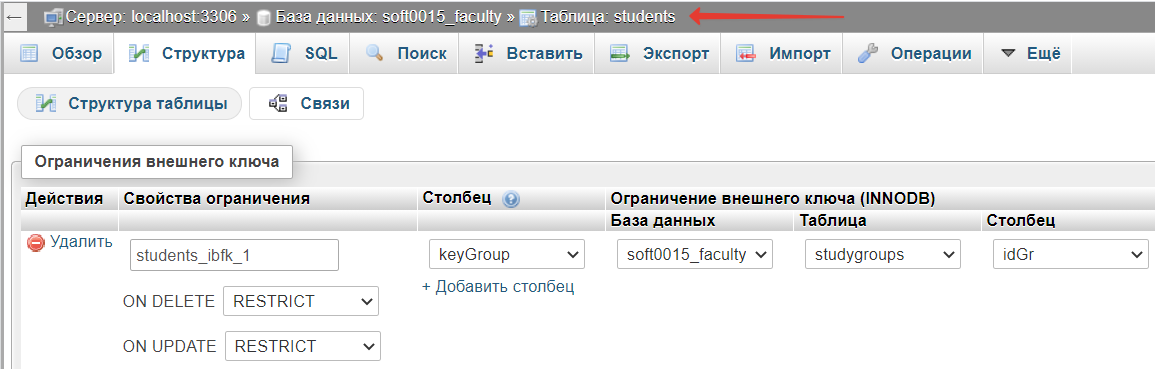 Сервер: localhost:3306 » База данных: soft0015_faculty » Таблица: students
Обзор Структура SQL Поиск Вставить Экспорт Импорт Операции Ещё
Структура таблицы Связи
Ограничения внешнего ключа
Действия Свойства ограничения Столбец Ограничение внешнего ключа (INNODB)
База данных Таблица Столбец
Удалить students_ibfk_1 keyGroup soft0015_faculty studygroups idGr
+ Добавить столбец
ON DELETE RESTRICT
ON UPDATE RESTRICT